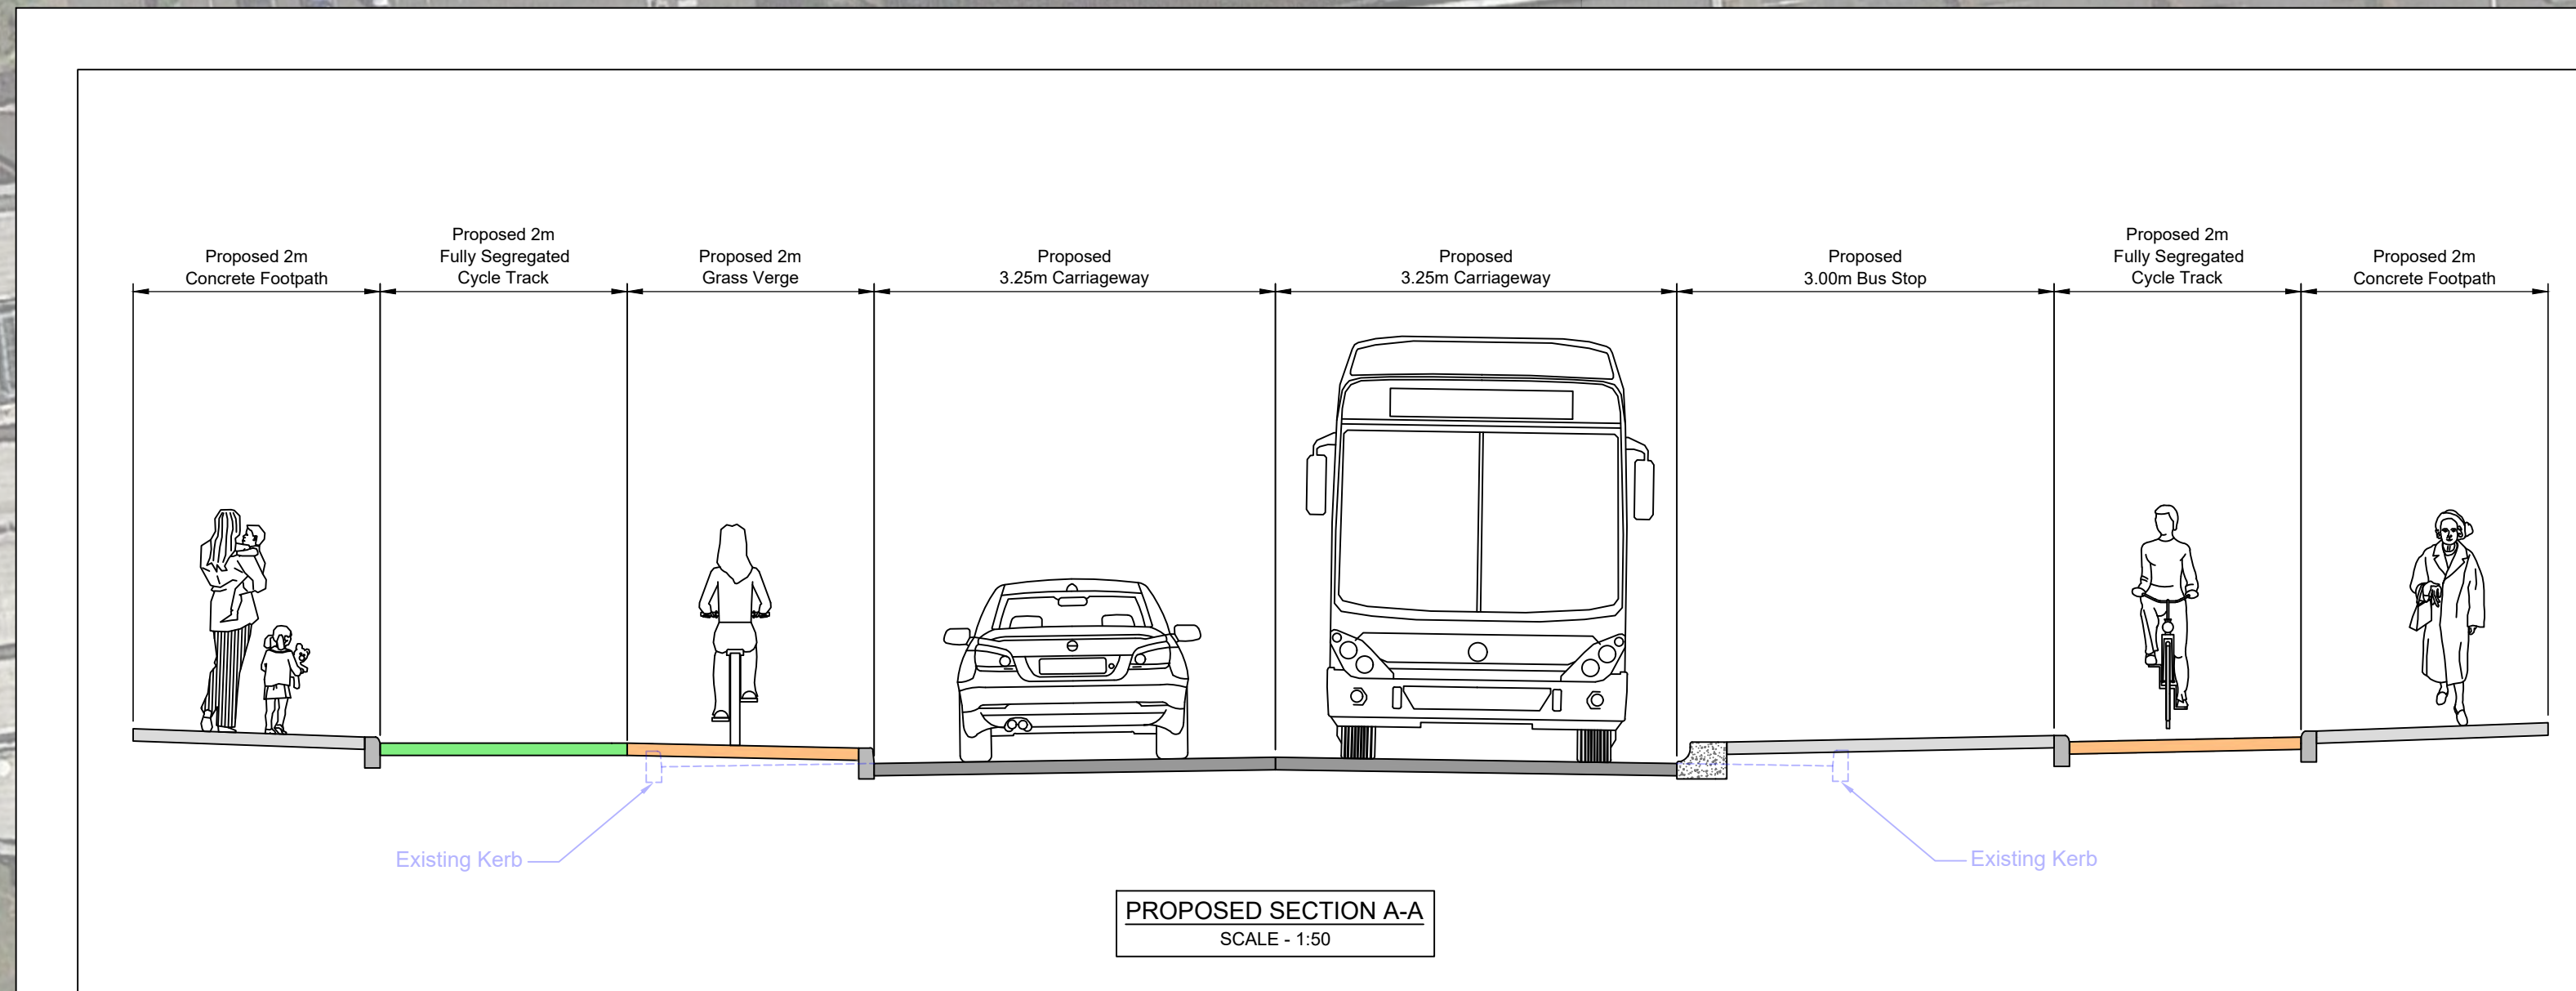 Proposed 2m
Concrete Footpath
Proposed 2m
Fully Segregated
Cycle Track
Proposed 2m
Grass Verge
Proposed
3.25m Carriageway
Proposed
3.25m Carriageway
Proposed
3.00m Bus Stop
Proposed 2m
Fully Segregated
Cycle Track
Proposed 2m
Concrete Footpath
Existing Kerb
Existing Kerb
PROPOSED SECTION A-A
SCALE - 1:50